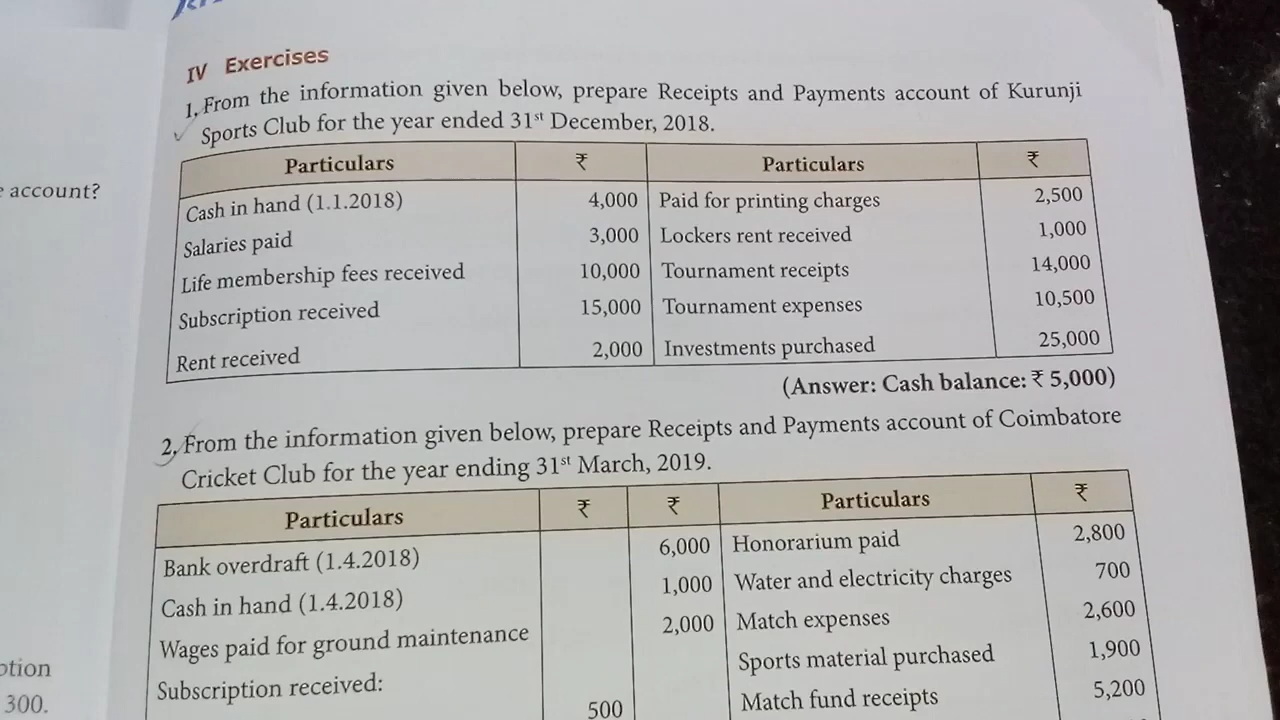 IV Exercises
1. From the information given below, prepare Receipts and Payments account of Kurunji
Sports Club for the year ended 31st December, 2018.
Particulars ₹ Particulars ₹
Cash in hand (1.1.2018) 4,000 Paid for printing charges 2,500
Salaries paid 3,000 Lockers rent received 1,000
Life membership fees received 10,000 Tournament receipts 14,000
Subscription received 15,000 Tournament expenses 10,500
Rent received 2,000 Investments purchased 25,000
(Answer: Cash balance: ₹ 5,000)
2. From the information given below, prepare Receipts and Payments account of Coimbatore
Cricket Club for the year ending 31st March, 2019.
Particulars ₹ ₹ Particulars ₹
Bank overdraft (1.4.2018) 6,000 Honorarium paid 2,800
Cash in hand (1.4.2018) 1,000 Water and electricity charges 700
Wages paid for ground maintenance 2,000 Match expenses 2,600
Subscription received: Sports material purchased 1,900
500 Match fund receipts 5,200
account?
300.